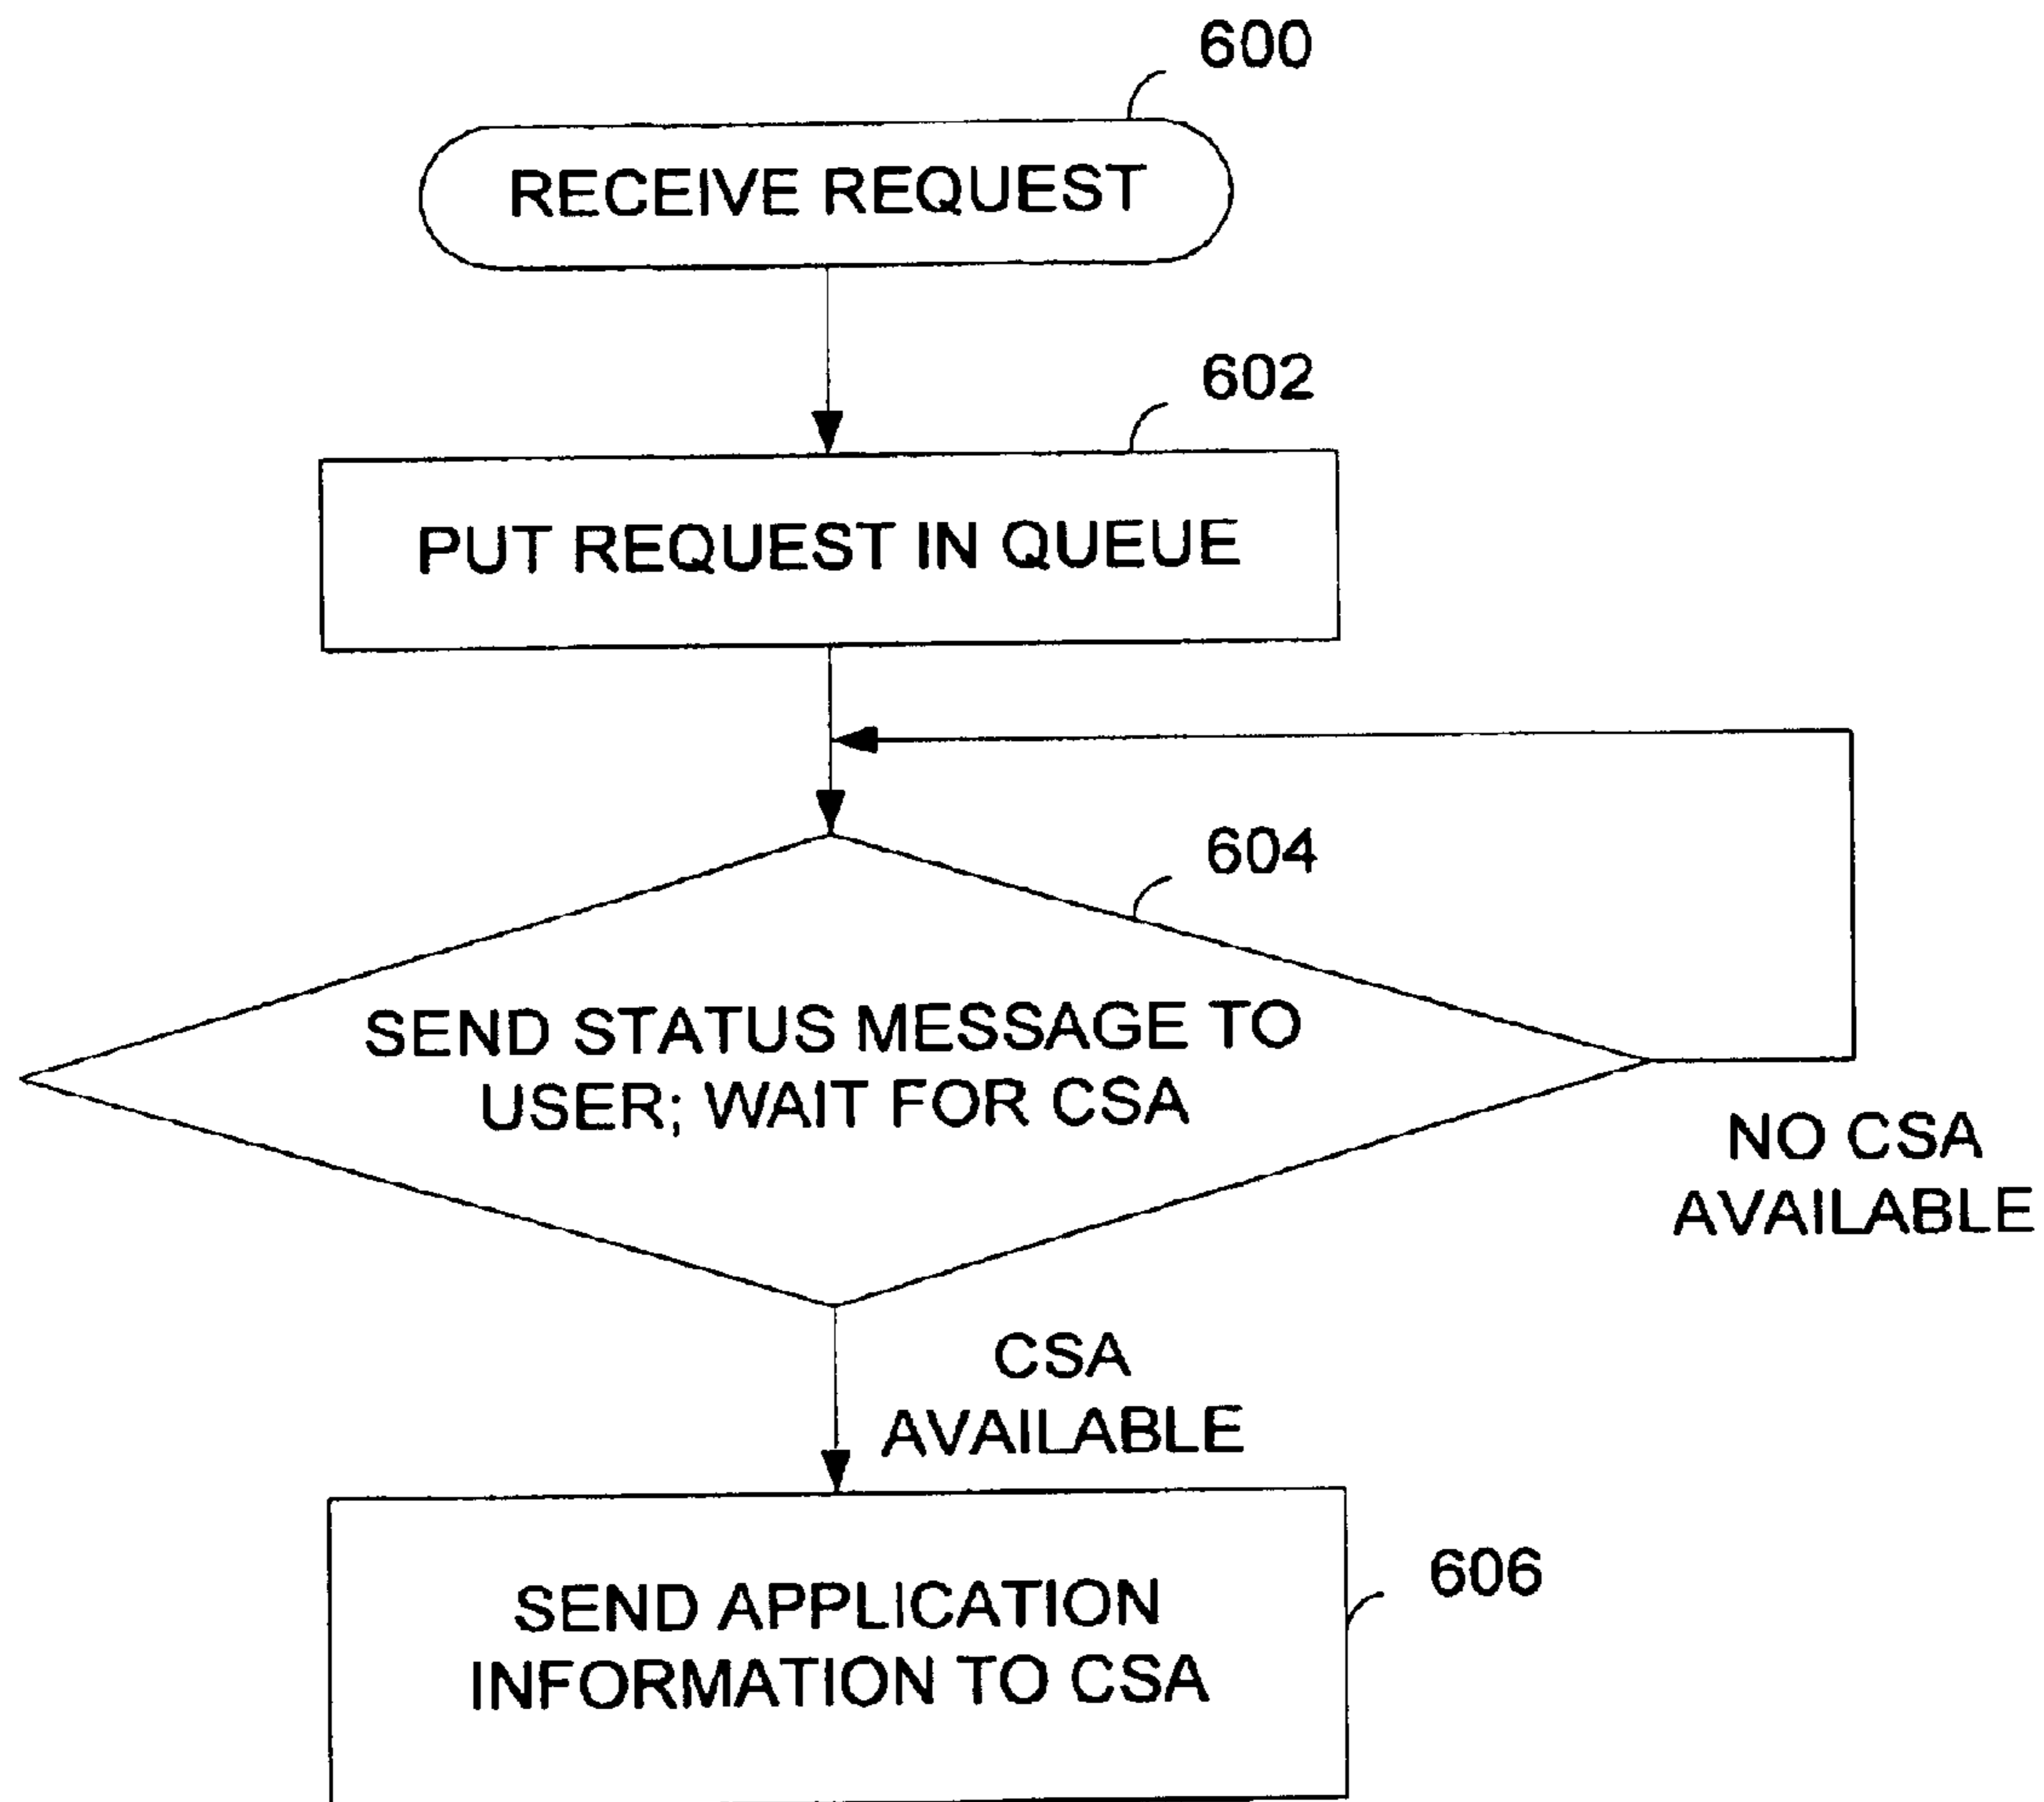 600
RECEIVE REQUEST
602
PUT REQUEST IN QUEUE
604
SEND STATUS MESSAGE TO
USER; WAIT FOR CSA
NO CSA
AVAILABLE
CSA
AVAILABLE
606
SEND APPLICATION
INFORMATION TO CSA